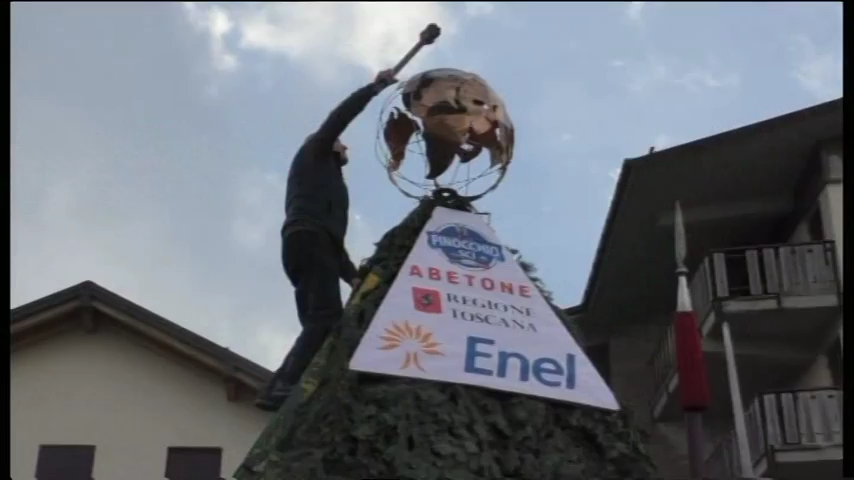 PINOCCHIO
SCI
ABETONE
REGIONE
TOSCANA
Enel